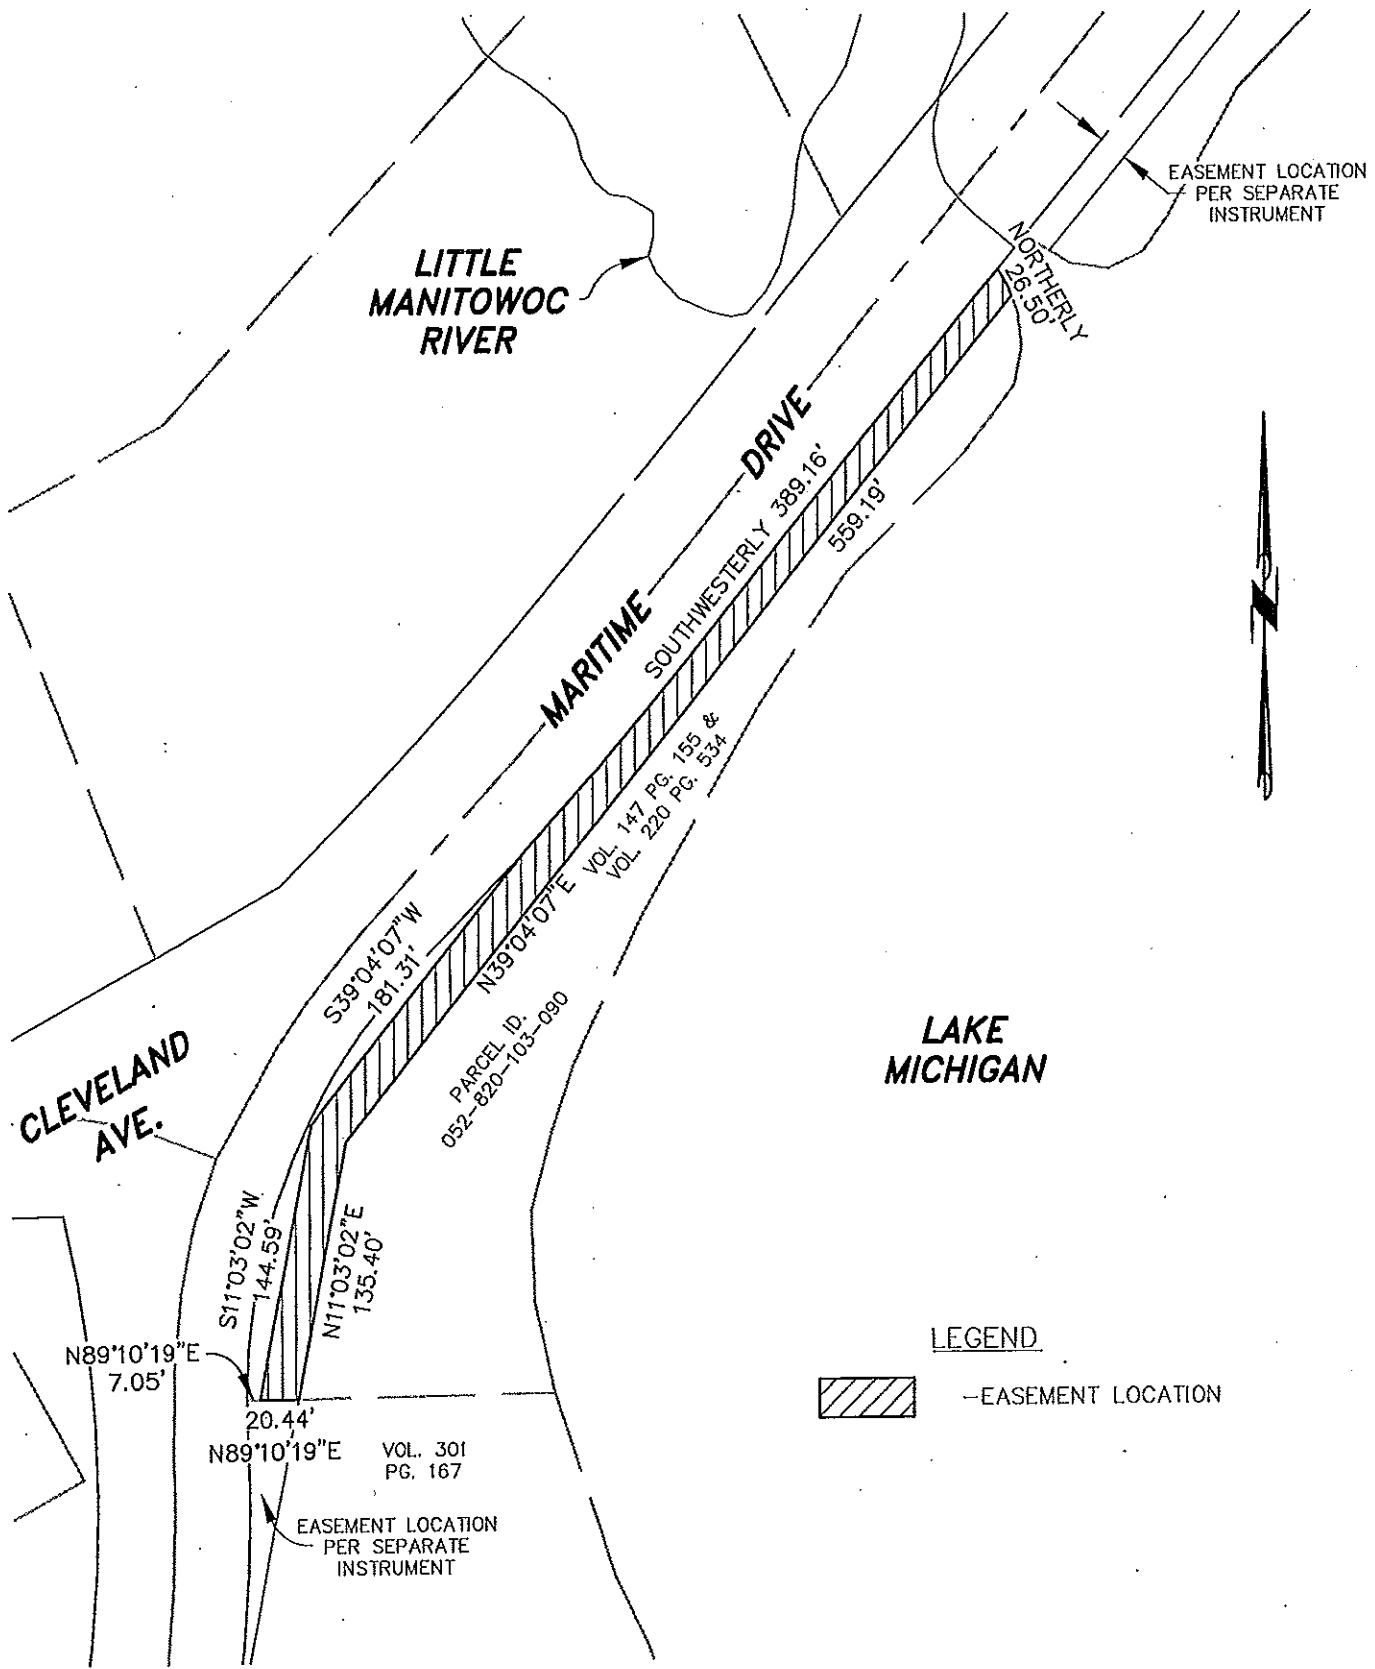 EASEMENT LOCATION
PER SEPARATE
INSTRUMENT
NORTHERLY
26.50'
LITTLE
MANITOWOC
RIVER
MARITIME DRIVE
SOUTHWESTERLY 389.16'
559.19'
VOL. 147 PG. 155 &
VOL. 220 PG. 534
S39°04'07"W
181.31'
N39°04'07"E
PARCEL ID.
052-820-103-090
LAKE
MICHIGAN
CLEVELAND
AVE.
S11°03'02"W
144.59'
N11°03'02"E
135.40'
N89°10'19"E
7.05'
20.44'
N89°10'19"E
VOL. 301
PG. 167
EASEMENT LOCATION
PER SEPARATE
INSTRUMENT
LEGEND
-EASEMENT LOCATION